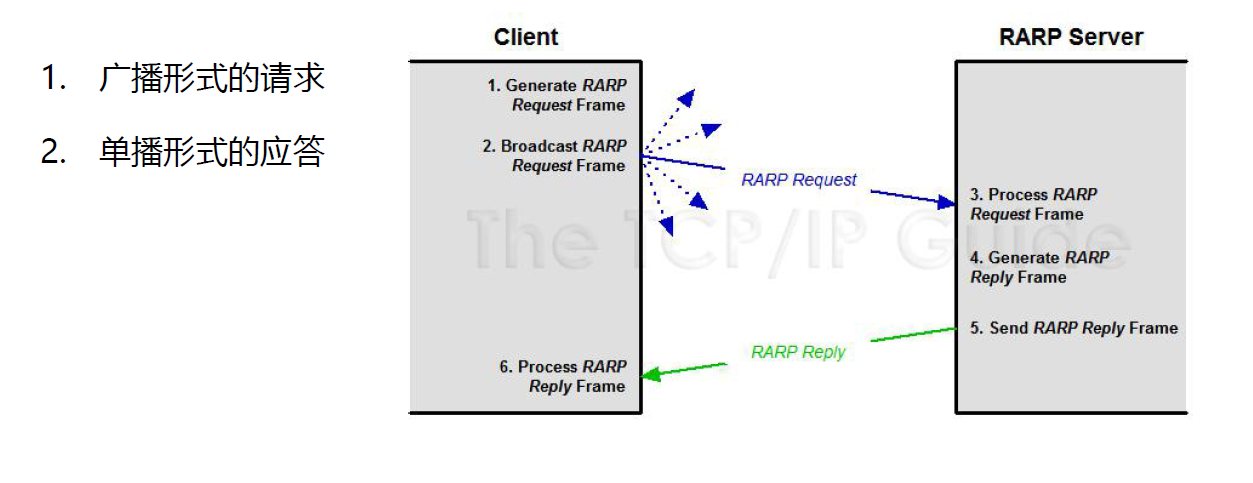 1. 广播形式的请求
2. 单播形式的应答
Client
RARP Server
1. Generate RARP
Request Frame
2. Broadcast RARP
Request Frame
RARP Request
3. Process RARP
Request Frame
The TCP/IP Guide
4. Generate RARP
Reply Frame
5. Send RARP Reply Frame
RARP Reply
6. Process RARP
Reply Frame